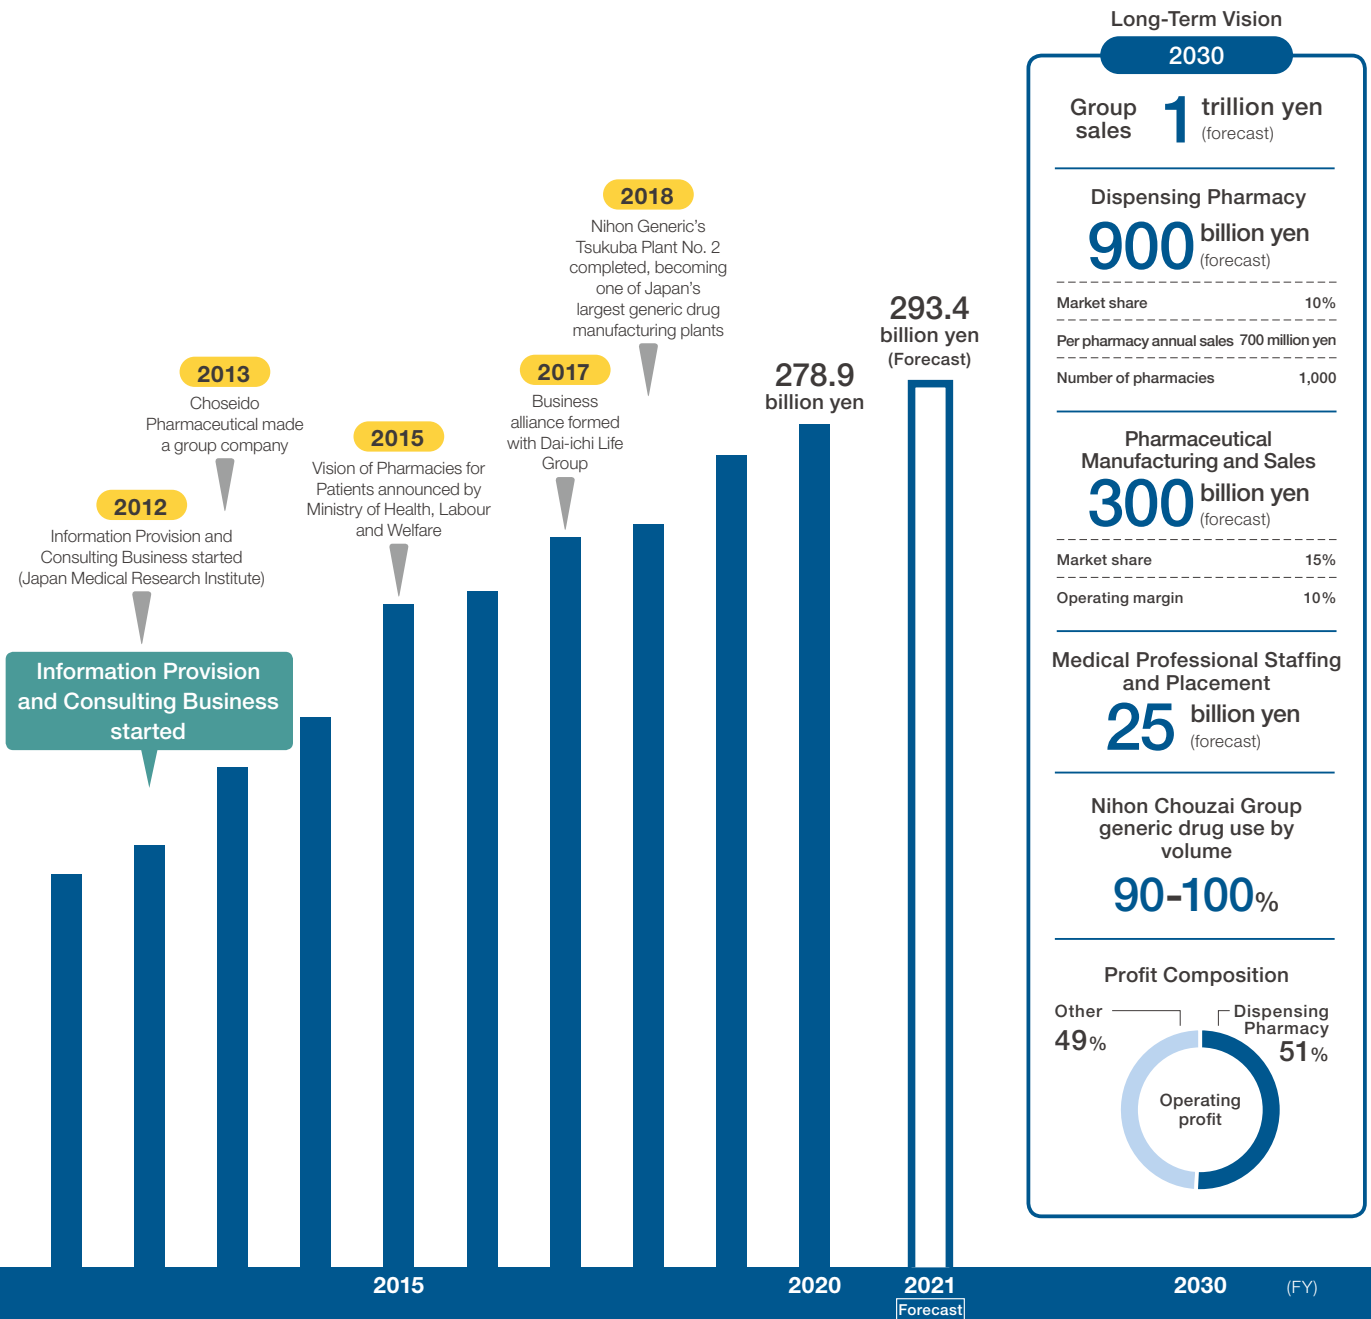 2012
Information Provision and
Consulting Business started
(Japan Medical Research Institute)
Information Provision
and Consulting Business
started
2013
Choseido
Pharmaceutical made
a group company
2015
Vision of Pharmacies for
Patients announced by
Ministry of Health, Labour
and Welfare
2017
Business
alliance formed
with Dai-ichi Life
Group
2018
Nihon Generic's
Tsukuba Plant No. 2
completed, becoming
one of Japan's
largest generic drug
manufacturing plants
278.9
billion yen
293.4
billion yen
(Forecast)
Long-Term Vision
2030
Group
sales
1 trillion yen
(forecast)
Dispensing Pharmacy
900 billion yen
(forecast)
Market share 10%
Per pharmacy annual sales 700 million yen
Number of pharmacies 1,000
Pharmaceutical
Manufacturing and Sales
300 billion yen
(forecast)
Market share 15%
Operating margin 10%
Medical Professional Staffing
and Placement
25 billion yen
(forecast)
Nihon Chouzai Group
generic drug use by
volume
90-100%
Profit Composition
Other
49%
Dispensing
Pharmacy
51%
Operating
profit
2015 2020 2021 2030 (FY)
Forecast